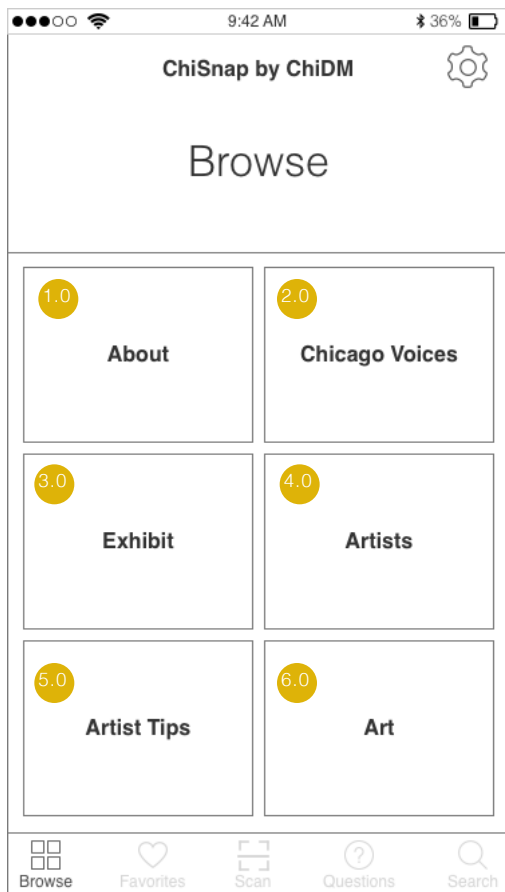 9:42 AM 36%
ChiSnap by ChiDM
Browse
1.0 2.0
About Chicago Voices
3.0 4.0
Exhibit Artists
5.0 6.0
Artist Tips Art
?
Browse Favorites Scan Questions Search